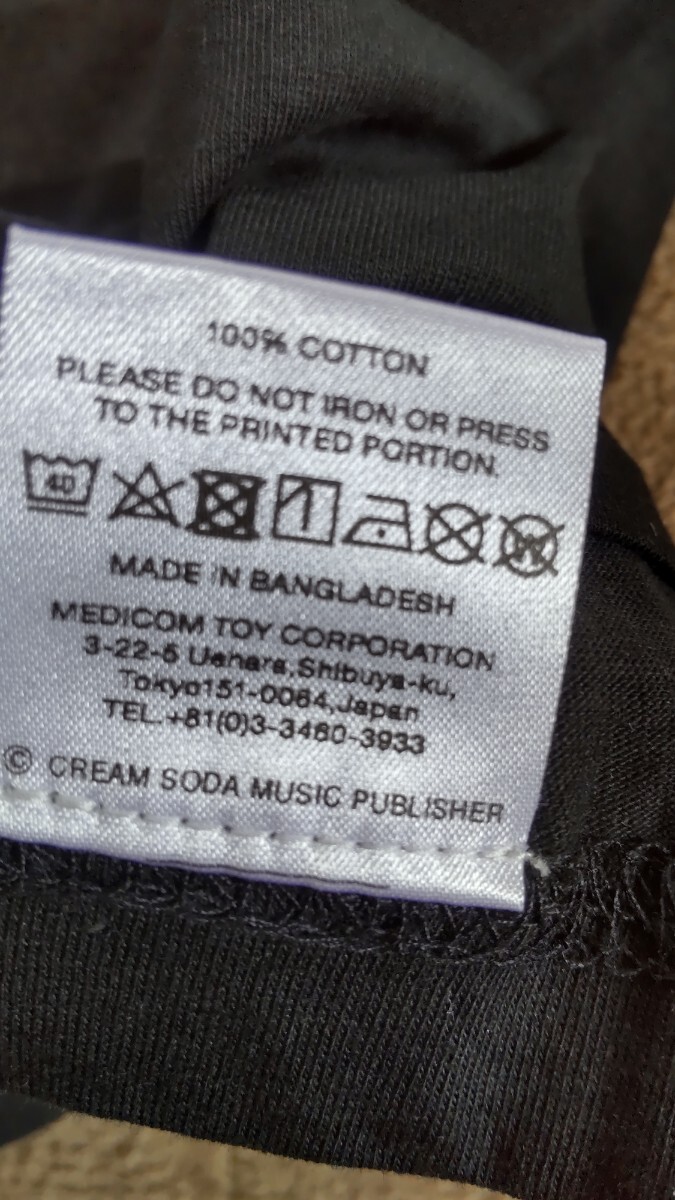 100% COTTON
PLEASE DO NOT IRON OR PRESS
TO THE PRINTED PORTION.
40
W
MADE IN BANGLADESH
MEDICOM TOY CORPORATION
3-22-5 Uehara,Shibuya-ku,
Tokyo151-0064,Japan
TEL.+81(0)3-3460-3933
© CREAM SODA MUSIC PUBLISHER